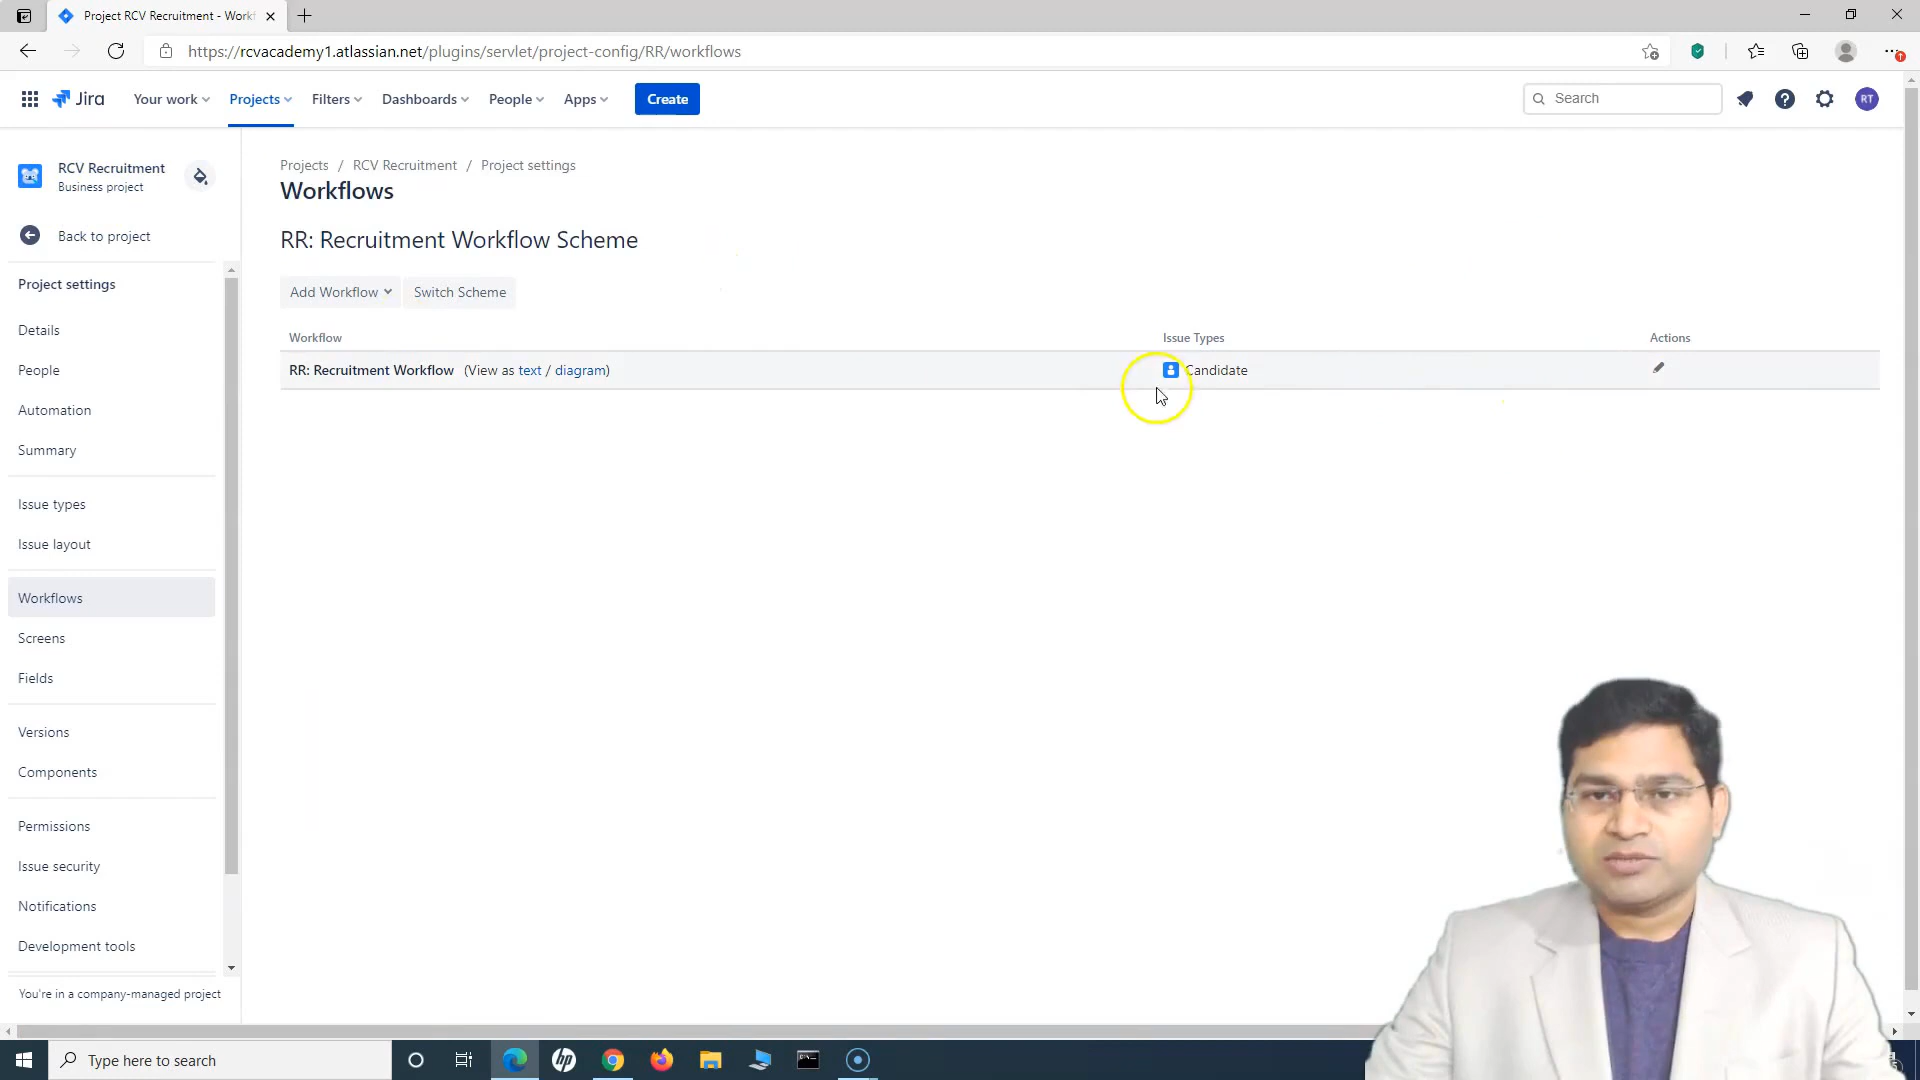 Project RCV Recruitment - Workf
https://rcvacademy1.atlassian.net/plugins/servlet/project-config/RR/workflows
Jira
Your work
Projects
Filters
Dashboards
People
Apps
Create
Search
RT
RCV Recruitment
Business project
Back to project
Project settings
Details
People
Automation
Summary
Issue types
Issue layout
Workflows
Screens
Fields
Versions
Components
Permissions
Issue security
Notifications
Development tools
You're in a company-managed project
Projects / RCV Recruitment / Project settings
Workflows
RR: Recruitment Workflow Scheme
Add Workflow
Switch Scheme
Workflow Issue Types Actions
RR: Recruitment Workflow (View as text / diagram) Candidate
Type here to search
hp